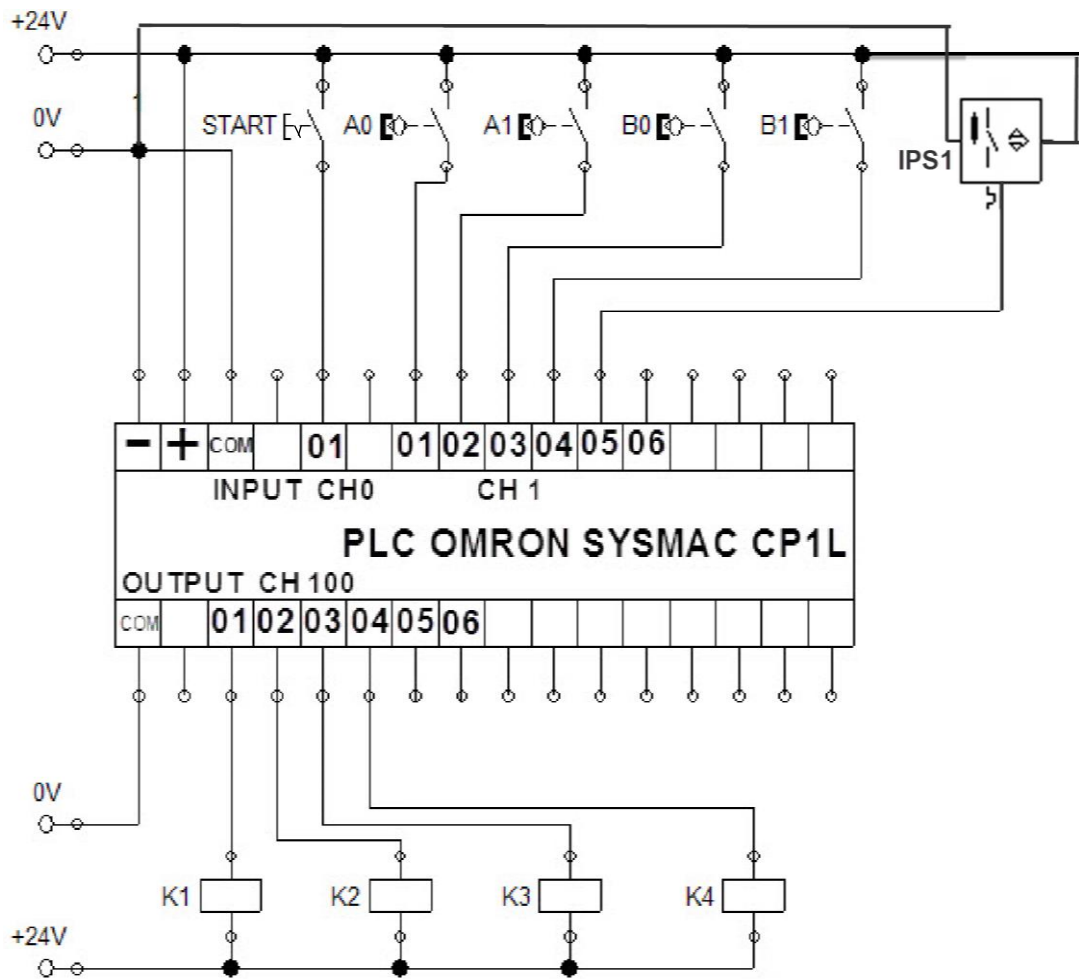 +24V
0V
1
START
A0
A1
B0
B1
IPS1
- + COM 01 01 02 03 04 05 06
INPUT CH0 CH 1
PLC OMRON SYSMAC CP1L
OUTPUT CH 100
COM 01 02 03 04 05 06
0V
K1
K2
K3
K4
+24V